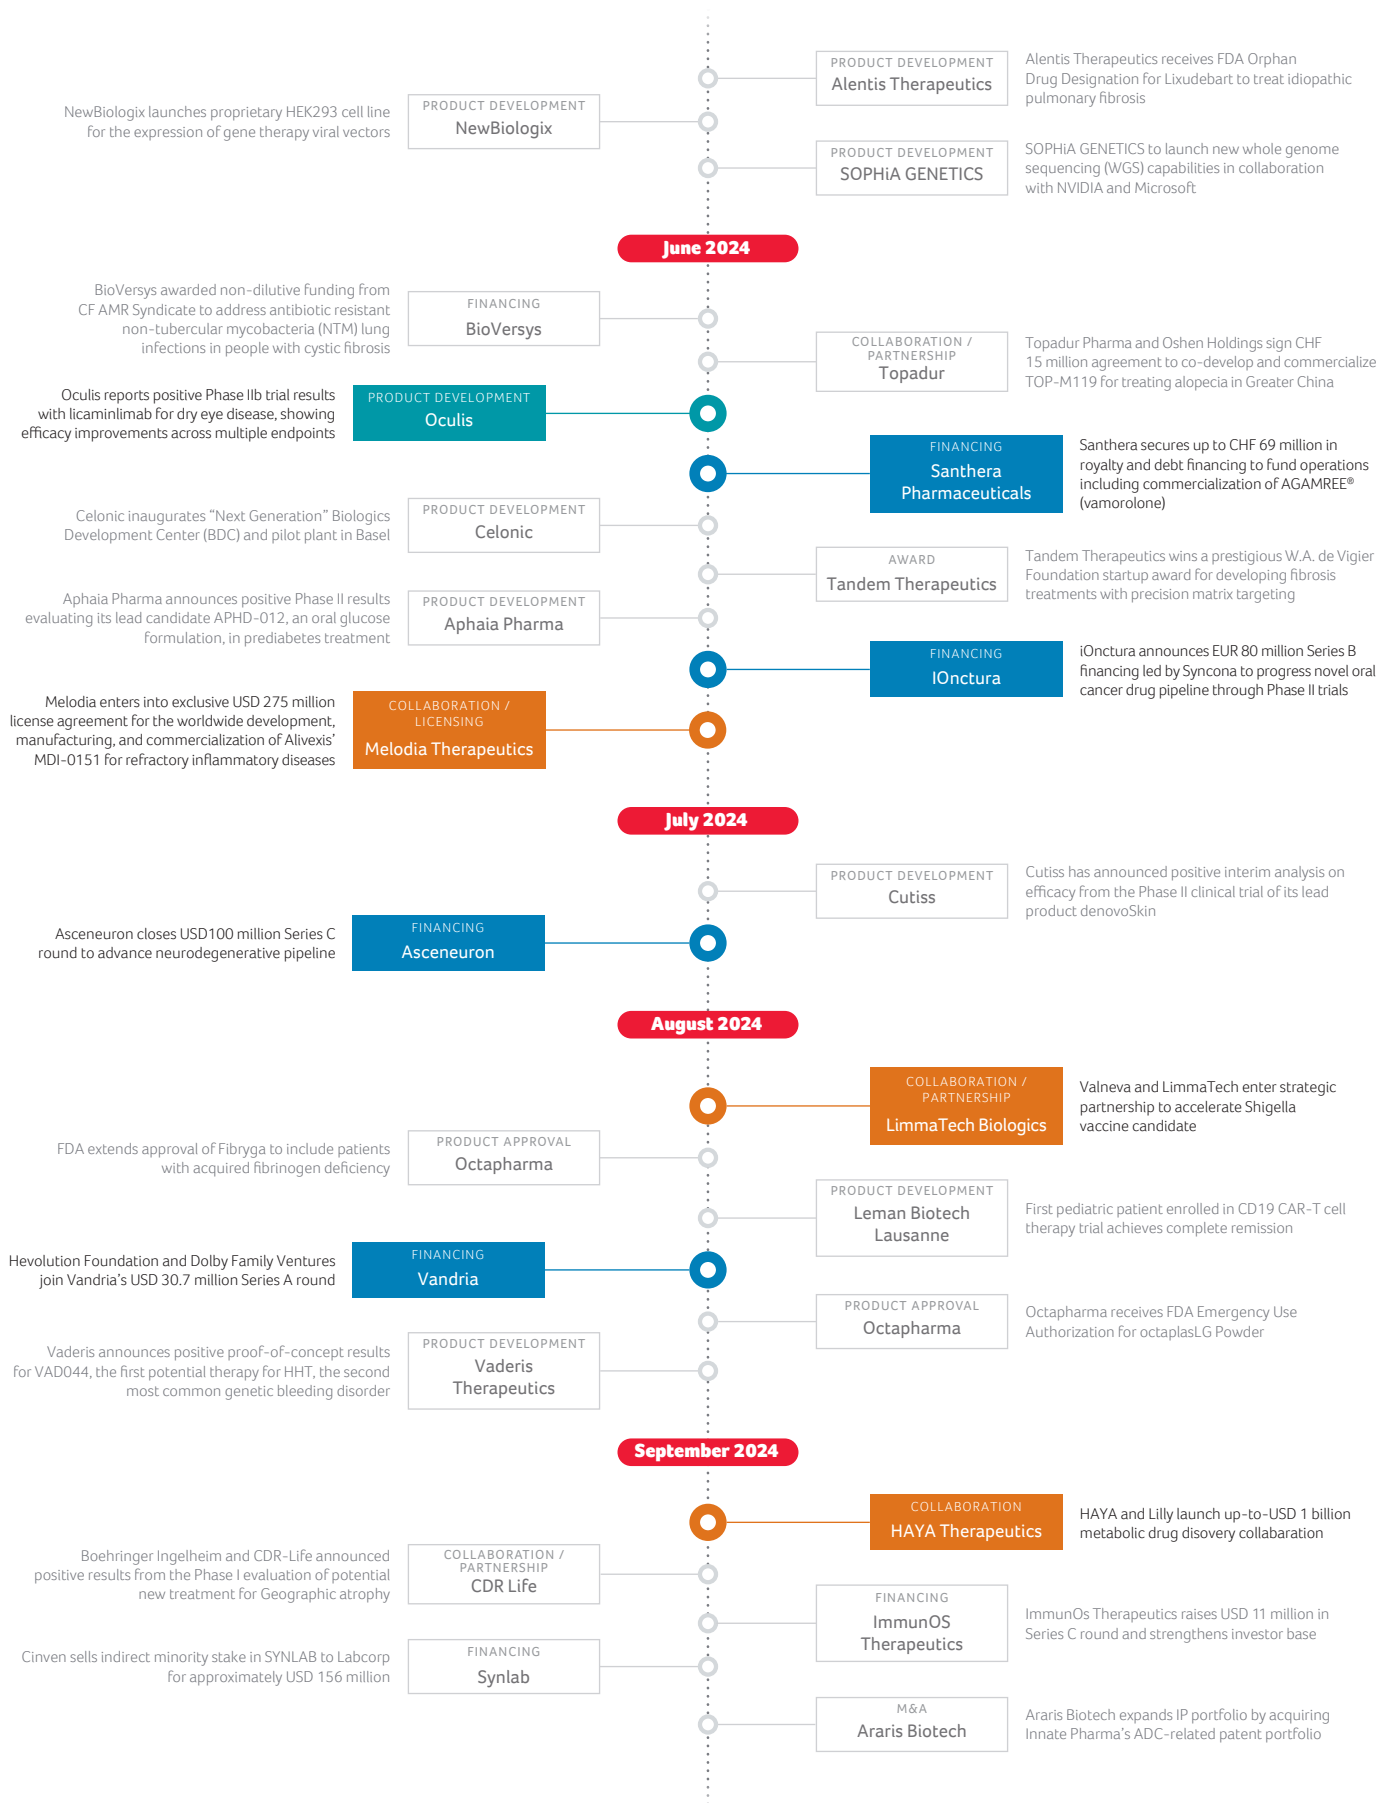 PRODUCT DEVELOPMENT
Alentis Therapeutics
Alentis Therapeutics receives FDA Orphan
Drug Designation for Lixudebart to treat idiopathic
pulmonary fibrosis
NewBiologix launches proprietary HEK293 cell line
for the expression of gene therapy viral vectors
PRODUCT DEVELOPMENT
NewBiologix
PRODUCT DEVELOPMENT
SOPHiA GENETICS
SOPHiA GENETICS to launch new whole genome
sequencing (WGS) capabilities in collaboration
with NVIDIA and Microsoft
June 2024
BioVersys awarded non-dilutive funding from
CF AMR Syndicate to address antibiotic resistant
non-tubercular mycobacteria (NTM) lung
infections in people with cystic fibrosis
FINANCING
BioVersys
COLLABORATION /
PARTNERSHIP
Topadur
Topadur Pharma and Oshen Holdings sign CHF
15 million agreement to co-develop and commercialize
TOP-M119 for treating alopecia in Greater China
Oculis reports positive Phase IIb trial results
with licaminlimab for dry eye disease, showing
efficacy improvements across multiple endpoints
PRODUCT DEVELOPMENT
Oculis
FINANCING
Santhera
Pharmaceuticals
Santhera secures up to CHF 69 million in
royalty and debt financing to fund operations
including commercialization of AGAMREE®
(vamorolone)
Celonic inaugurates “Next Generation” Biologics
Development Center (BDC) and pilot plant in Basel
PRODUCT DEVELOPMENT
Celonic
AWARD
Tandem Therapeutics
Tandem Therapeutics wins a prestigious W.A. de Vigier
Foundation startup award for developing fibrosis
treatments with precision matrix targeting
Aphaia Pharma announces positive Phase II results
evaluating its lead candidate APHD-012, an oral glucose
formulation, in prediabetes treatment
PRODUCT DEVELOPMENT
Aphaia Pharma
FINANCING
IOnctura
iOnctura announces EUR 80 million Series B
financing led by Syncona to progress novel oral
cancer drug pipeline through Phase II trials
Melodia enters into exclusive USD 275 million
license agreement for the worldwide development,
manufacturing, and commercialization of Alivexis’
MDI-0151 for refractory inflammatory diseases
COLLABORATION /
LICENSING
Melodia Therapeutics
July 2024
PRODUCT DEVELOPMENT
Cutiss
Cutiss has announced positive interim analysis on
efficacy from the Phase II clinical trial of its lead
product denovoSkin
Asceneuron closes USD100 million Series C
round to advance neurodegenerative pipeline
FINANCING
Asceneuron
August 2024
COLLABORATION /
PARTNERSHIP
LimmaTech Biologics
Valneva and LimmaTech enter strategic
partnership to accelerate Shigella
vaccine candidate
FDA extends approval of Fibryga to include patients
with acquired fibrinogen deficiency
PRODUCT APPROVAL
Octapharma
PRODUCT DEVELOPMENT
Leman Biotech
Lausanne
First pediatric patient enrolled in CD19 CAR-T cell
therapy trial achieves complete remission
Hevolution Foundation and Dolby Family Ventures
join Vandria’s USD 30.7 million Series A round
FINANCING
Vandria
PRODUCT APPROVAL
Octapharma
Octapharma receives FDA Emergency Use
Authorization for octaplasLG Powder
Vaderis announces positive proof-of-concept results
for VAD044, the first potential therapy for HHT, the second
most common genetic bleeding disorder
PRODUCT DEVELOPMENT
Vaderis
Therapeutics
September 2024
COLLABORATION
HAYA Therapeutics
HAYA and Lilly launch up-to-USD 1 billion
metabolic drug disovery collabaration
Boehringer Ingelheim and CDR-Life announced
positive results from the Phase I evaluation of potential
new treatment for Geographic atrophy
COLLABORATION /
PARTNERSHIP
CDR Life
FINANCING
ImmunOS
Therapeutics
ImmunOs Therapeutics raises USD 11 million in
Series C round and strengthens investor base
Cinven sells indirect minority stake in SYNLAB to Labcorp
for approximately USD 156 million
FINANCING
Synlab
M&A
Araris Biotech
Araris Biotech expands IP portfolio by acquiring
Innate Pharma’s ADC-related patent portfolio